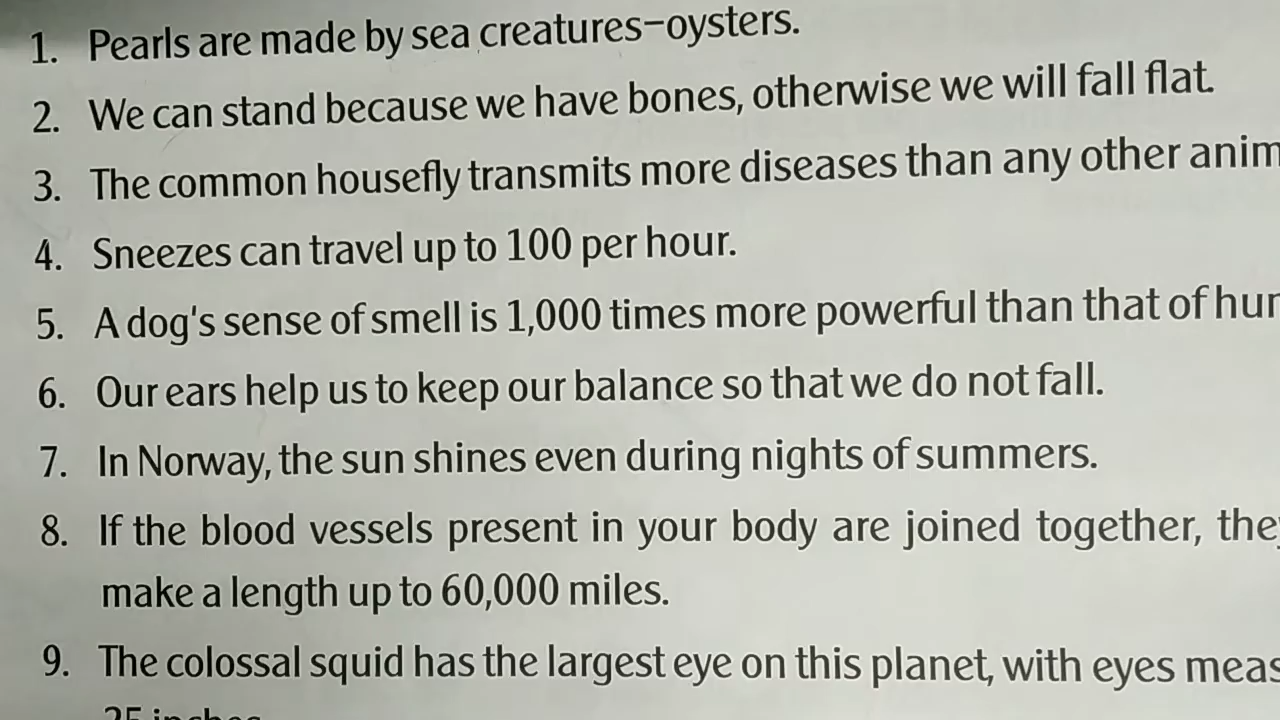 1. Pearls are made by sea creatures–oysters.
2. We can stand because we have bones, otherwise we will fall flat.
3. The common housefly transmits more diseases than any other
4. Sneezes can travel up to 100 per hour.
5. A dog's sense of smell is 1,000 times more powerful than that of
6. Our ears help us to keep our balance so that we do not fall.
7. In Norway, the sun shines even during nights of summers.
8. If the blood vessels present in your body are joined together,
make a length up to 60,000 miles.
9. The colossal squid has the largest eye on this planet, with eyes